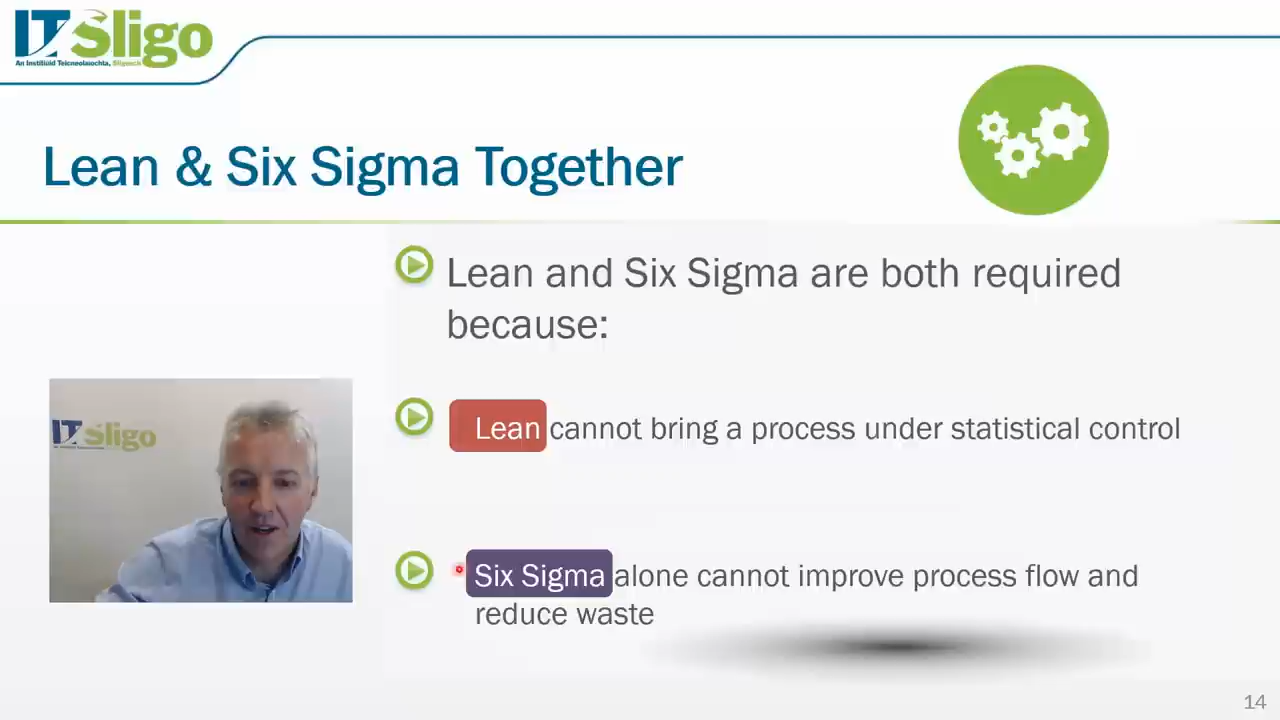 IT Sligo
An Institiúid Teicneolaíochta, Sligeach
Lean & Six Sigma Together
Lean and Six Sigma are both required
because:
Lean cannot bring a process under statistical control
IT Sligo
Six Sigma alone cannot improve process flow and
reduce waste
14